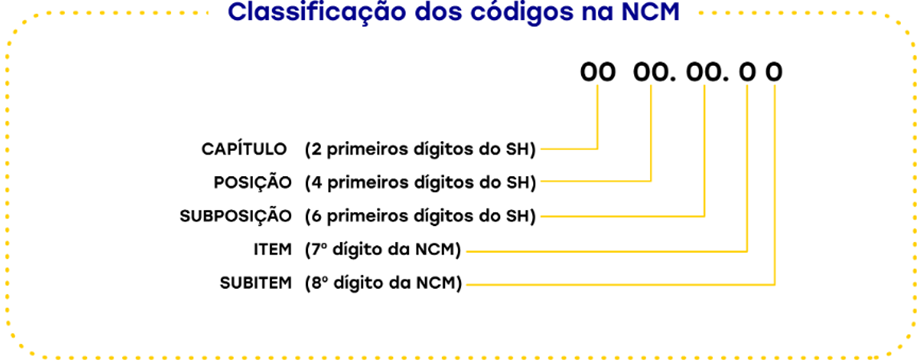 Classificação dos códigos na NCM
00 00. 00. 0 0
CAPÍTULO (2 primeiros dígitos do SH)
POSIÇÃO (4 primeiros dígitos do SH)
SUBPOSIÇÃO (6 primeiros dígitos do SH)
ITEM (7º dígito da NCM)
SUBITEM (8º dígito da NCM)